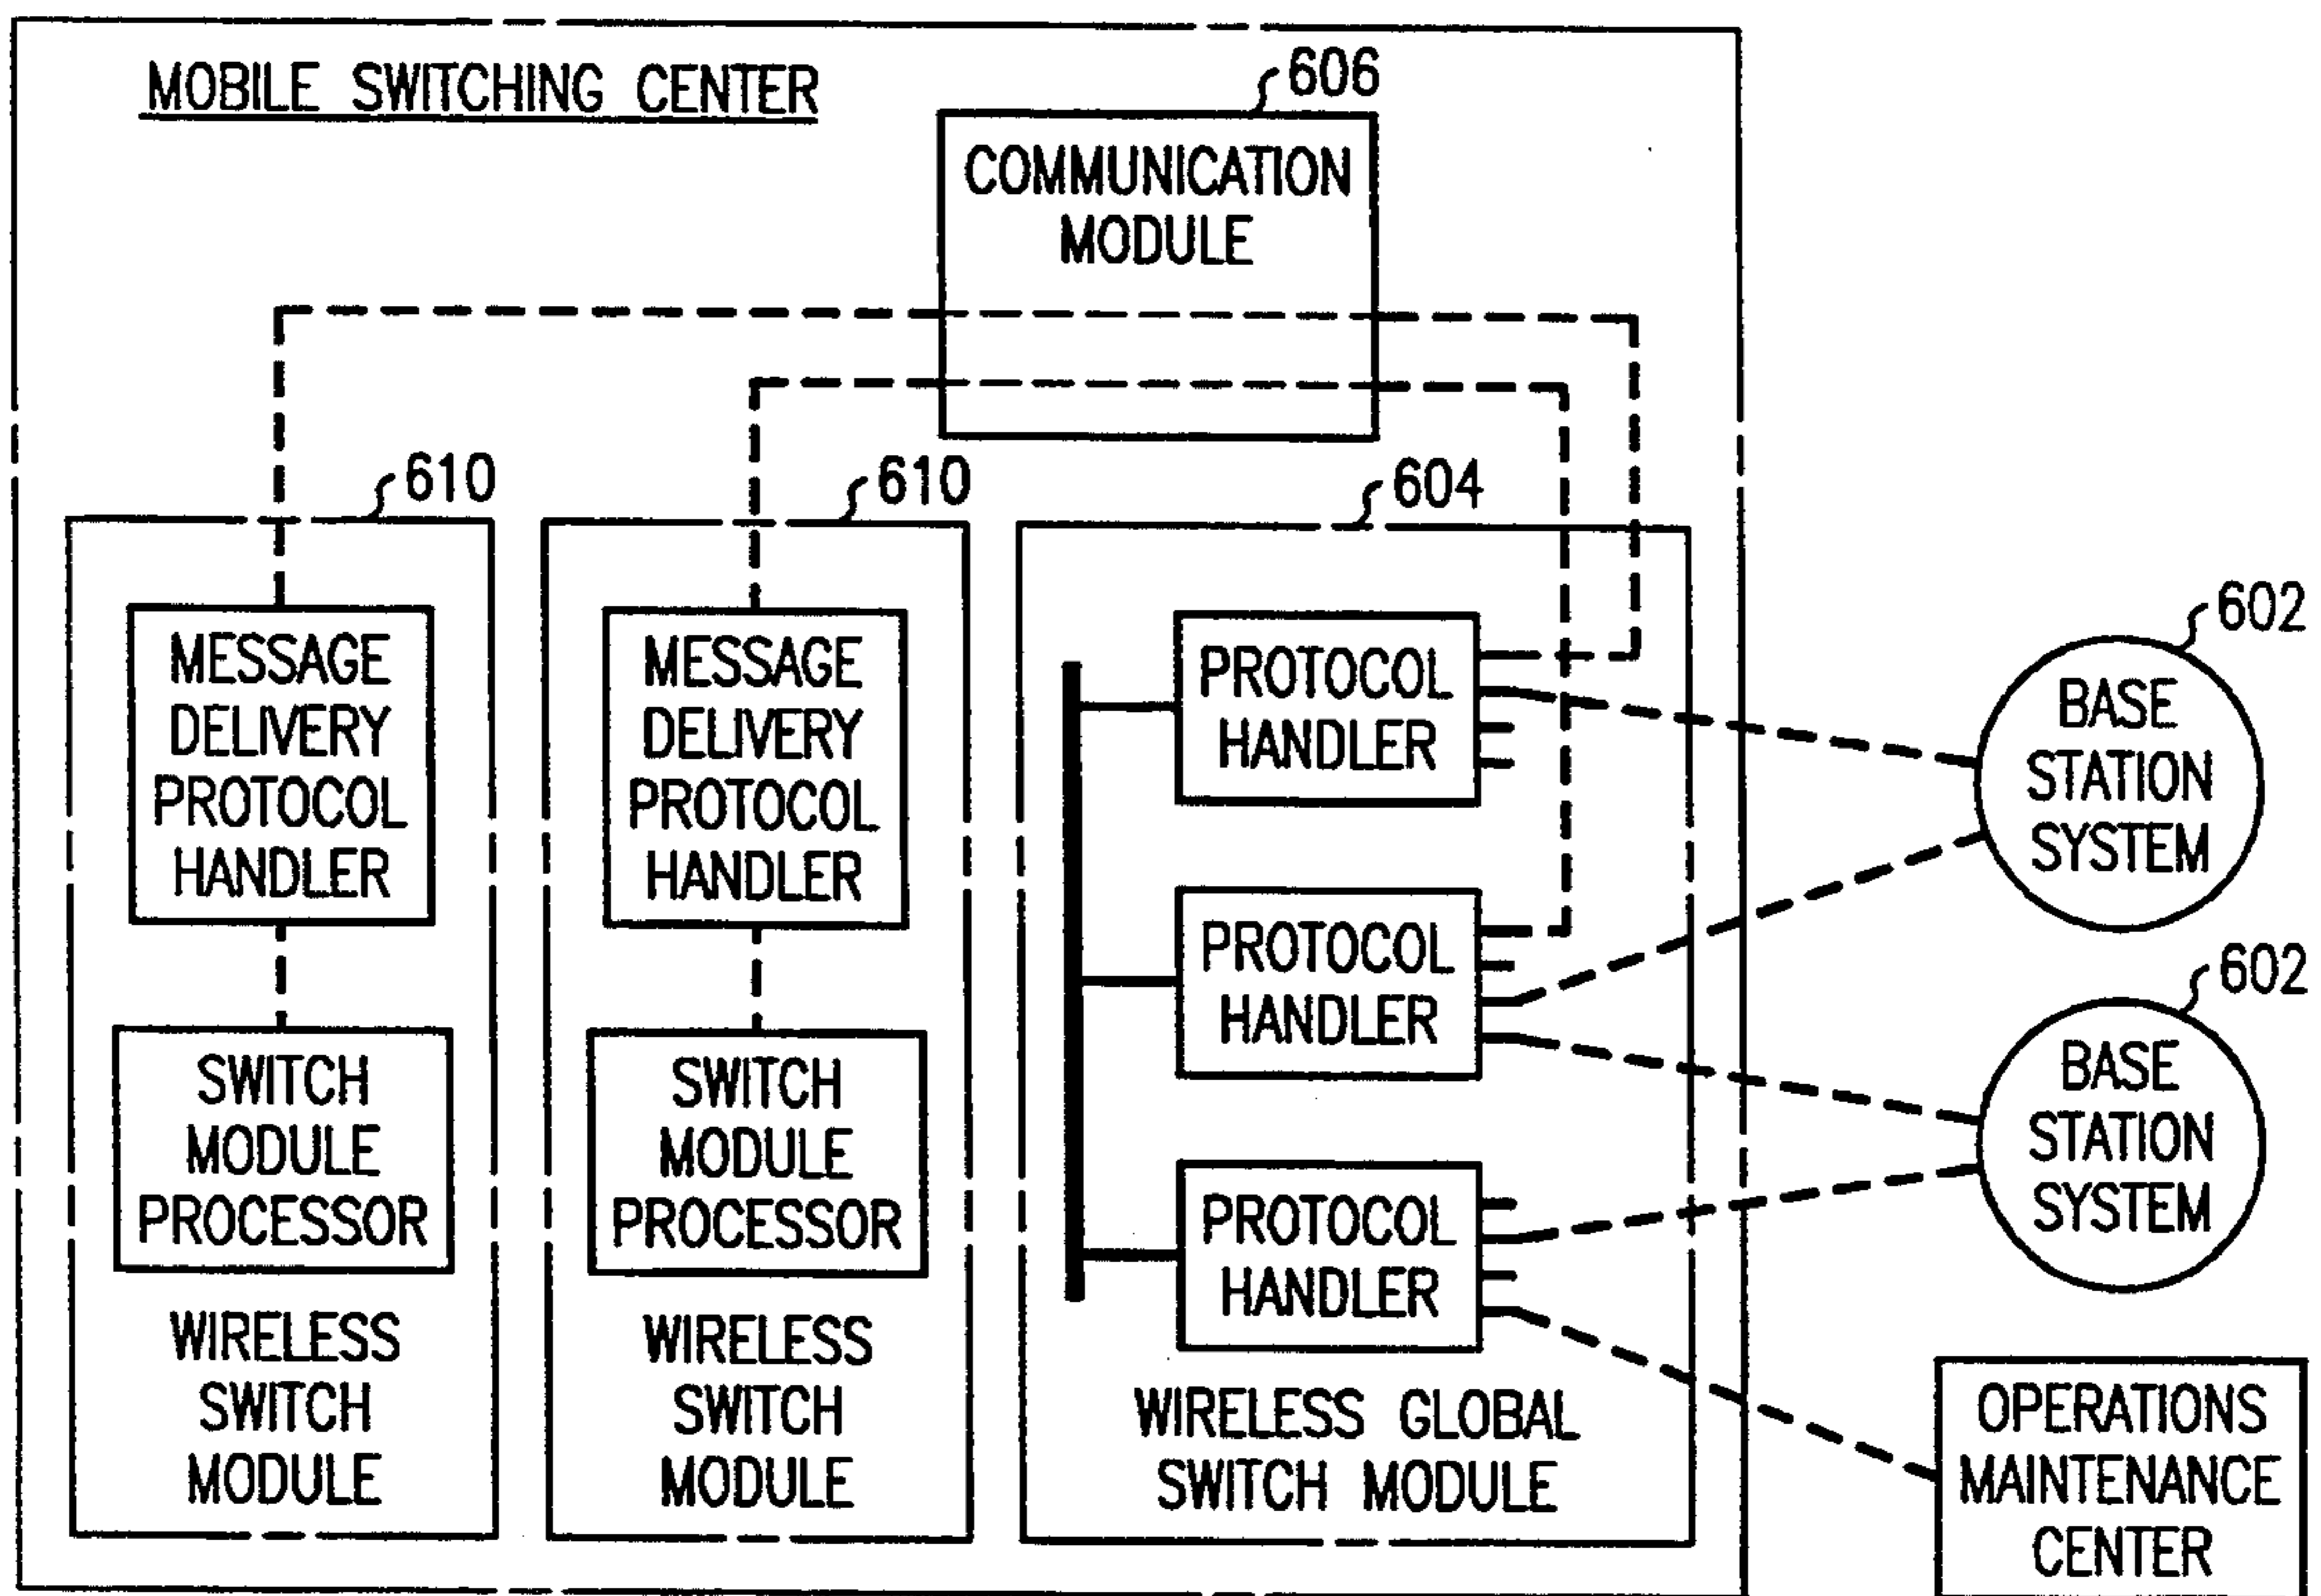 MOBILE SWITCHING CENTER
606
COMMUNICATION
MODULE
610
610
604
MESSAGE
DELIVERY
PROTOCOL
HANDLER
SWITCH
MODULE
PROCESSOR
WIRELESS
SWITCH
MODULE
MESSAGE
DELIVERY
PROTOCOL
HANDLER
SWITCH
MODULE
PROCESSOR
WIRELESS
SWITCH
MODULE
PROTOCOL
HANDLER
PROTOCOL
HANDLER
PROTOCOL
HANDLER
WIRELESS GLOBAL
SWITCH MODULE
602
BASE
STATION
SYSTEM
602
BASE
STATION
SYSTEM
OPERATIONS
MAINTENANCE
CENTER